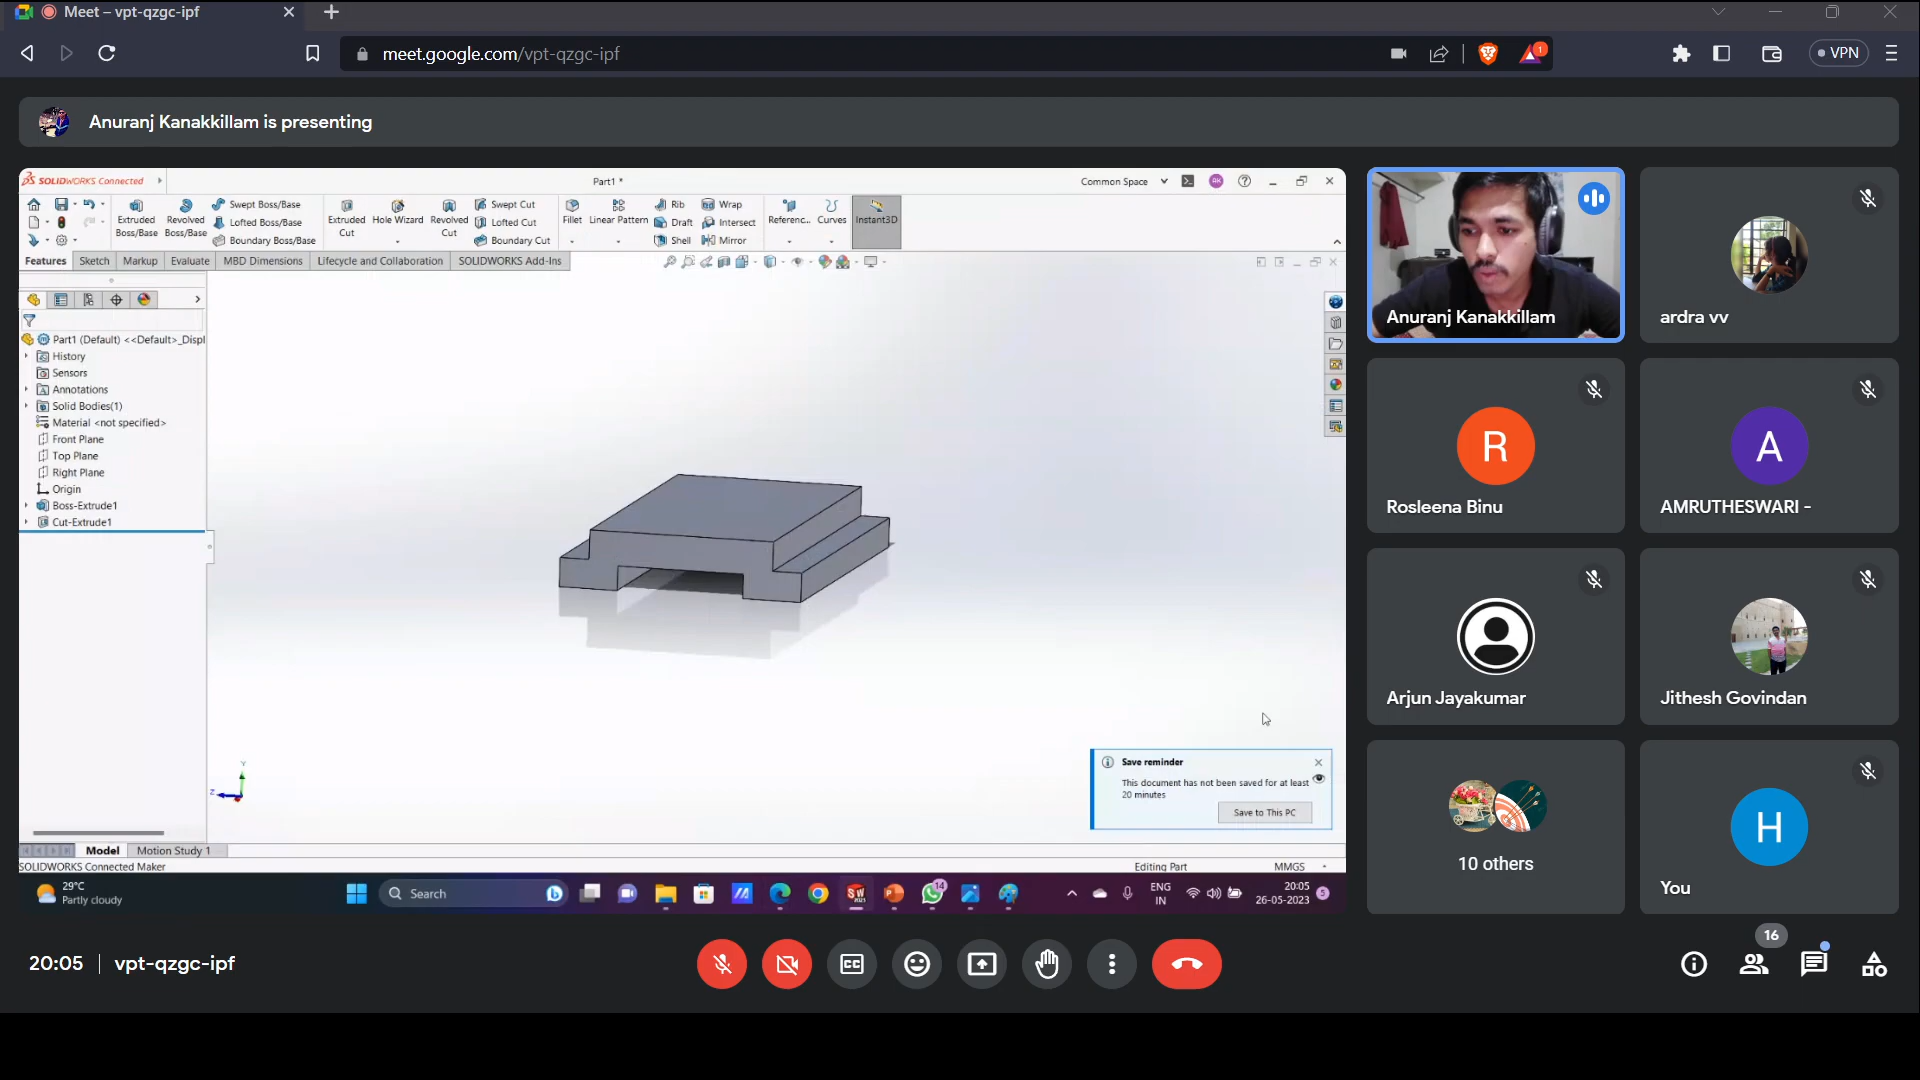 Meet – vpt-qzgc-ipf
meet.google.com/vpt-qzgc-ipf
1
VPN
Anuranj Kanakkillam is presenting
SOLIDWORKS Connected
Part1 *
Common Space
RK
Extruded Boss/Base
Revolved Boss/Base
Swept Boss/Base
Lofted Boss/Base
Boundary Boss/Base
Extruded Cut
Hole Wizard
Revolved Cut
Swept Cut
Lofted Cut
Boundary Cut
Fillet
Linear Pattern
Rib
Draft
Shell
Wrap
Intersect
Mirror
Referenc...
Curves
Instant3D
Features
Sketch
Markup
Evaluate
MBD Dimensions
Lifecycle and Collaboration
SOLIDWORKS Add-Ins
Part1 (Default) <<Default>_Displ
History
Sensors
Annotations
Solid Bodies(1)
Material <not specified>
Front Plane
Top Plane
Right Plane
Origin
Boss-Extrude1
Cut-Extrude1
Y
Z
Save reminder
This document has not been saved for at least
20 minutes
Save to This PC
Model
Motion Study 1
SOLIDWORKS Connected Maker
Editing Part
MMGS
29°C
Partly cloudy
Search
14
ENG
IN
20:05
26-05-2023
5
Anuranj Kanakkillam
ardra vv
R
Rosleena Binu
A
AMRUTHESWARI -
Arjun Jayakumar
Jithesh Govindan
10 others
H
You
20:05
vpt-qzgc-ipf
CC
16